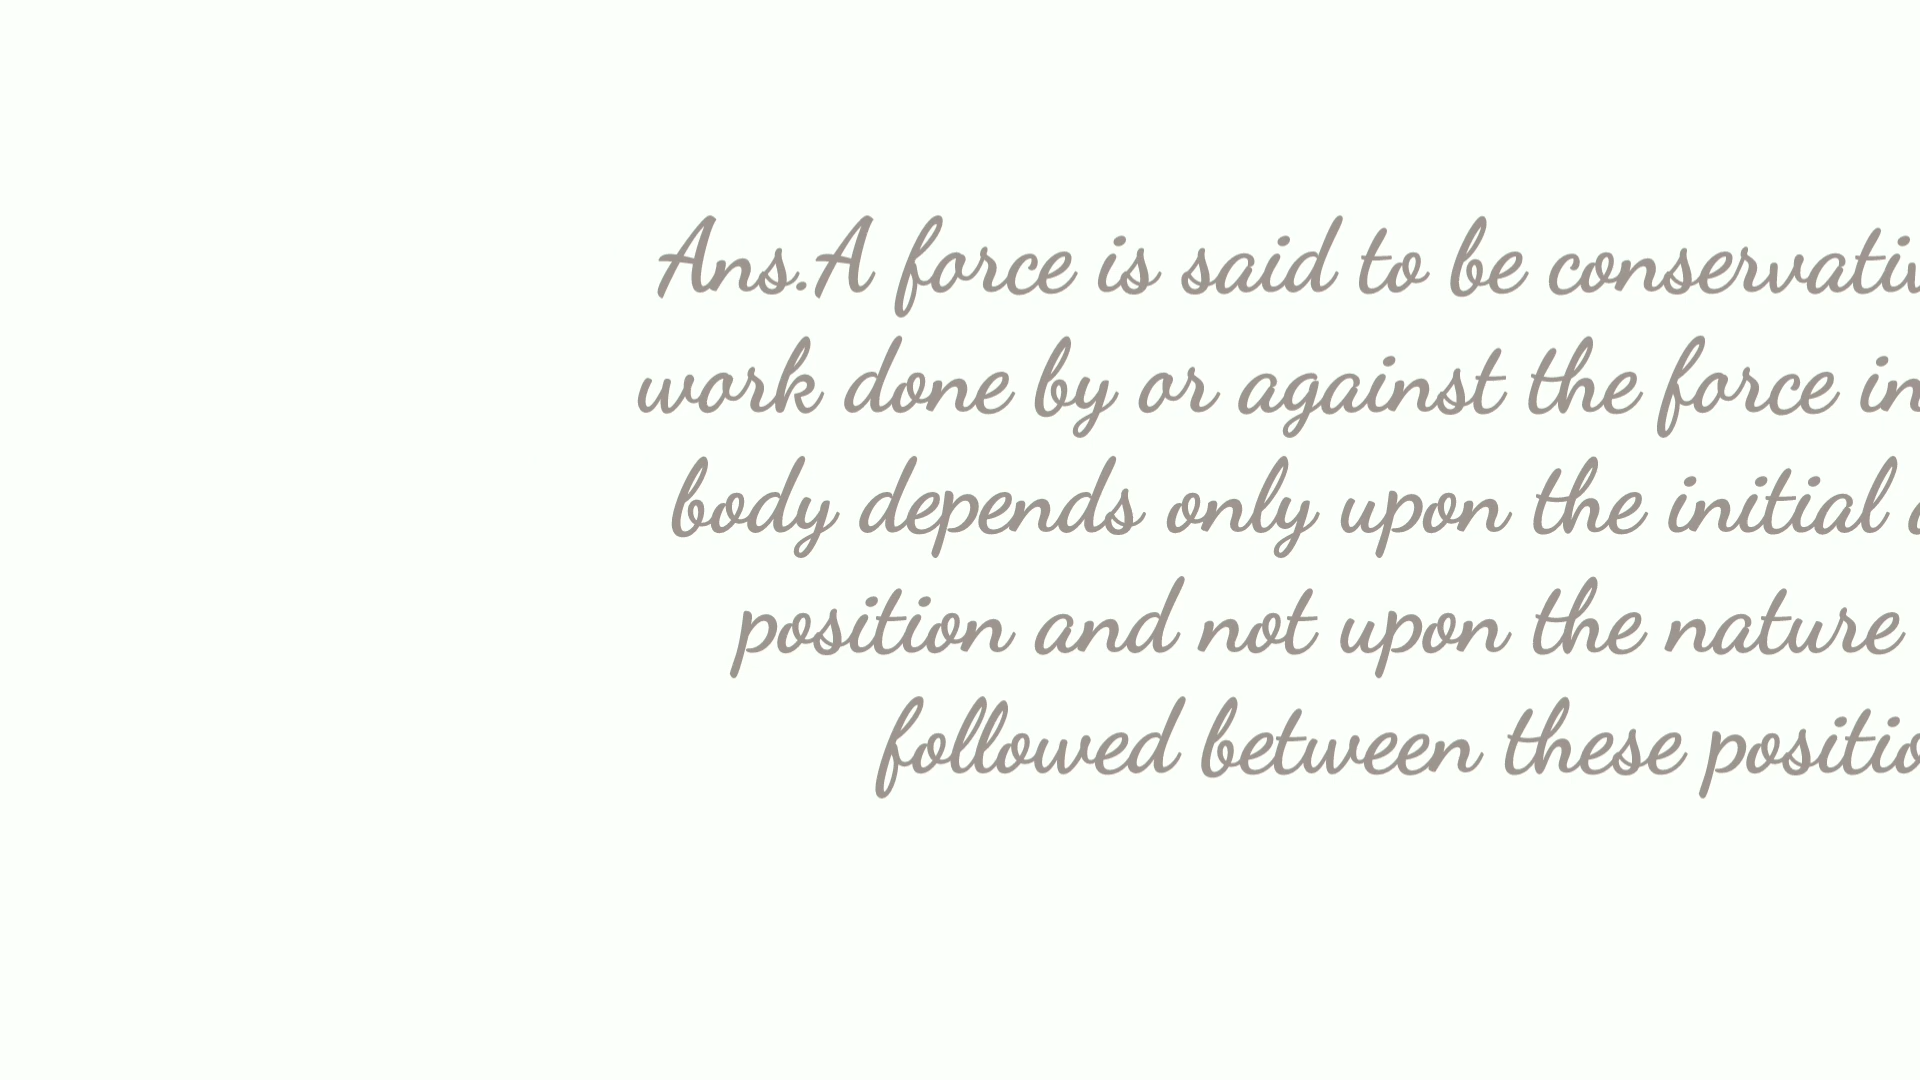 Ans.A force is said to be conservativ
work done by or against the force in
body depends only upon the initial
position and not upon the nature
followed between these positio